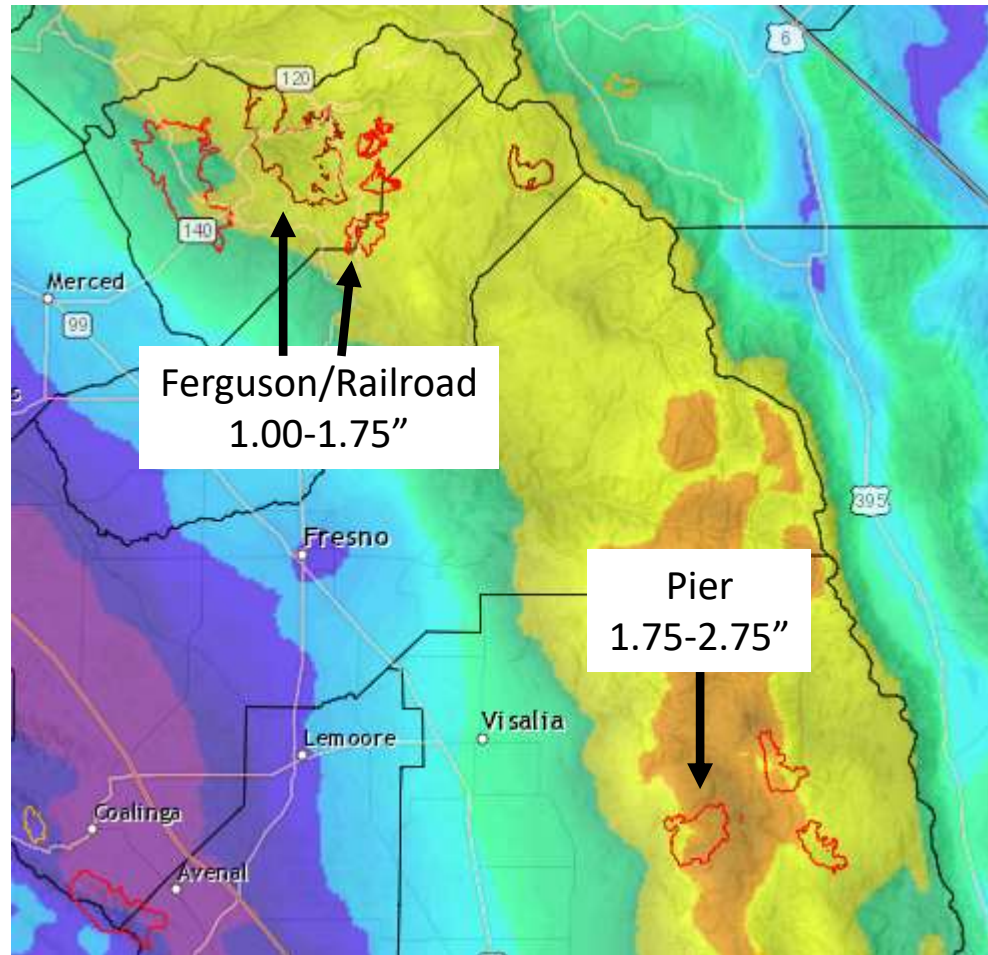 6
120
140
Merced
99
Ferguson/Railroad
1.00-1.75”
395
Fresno
Pier
1.75-2.75”
Visalia
Lemoore
Coalinga
Avenal